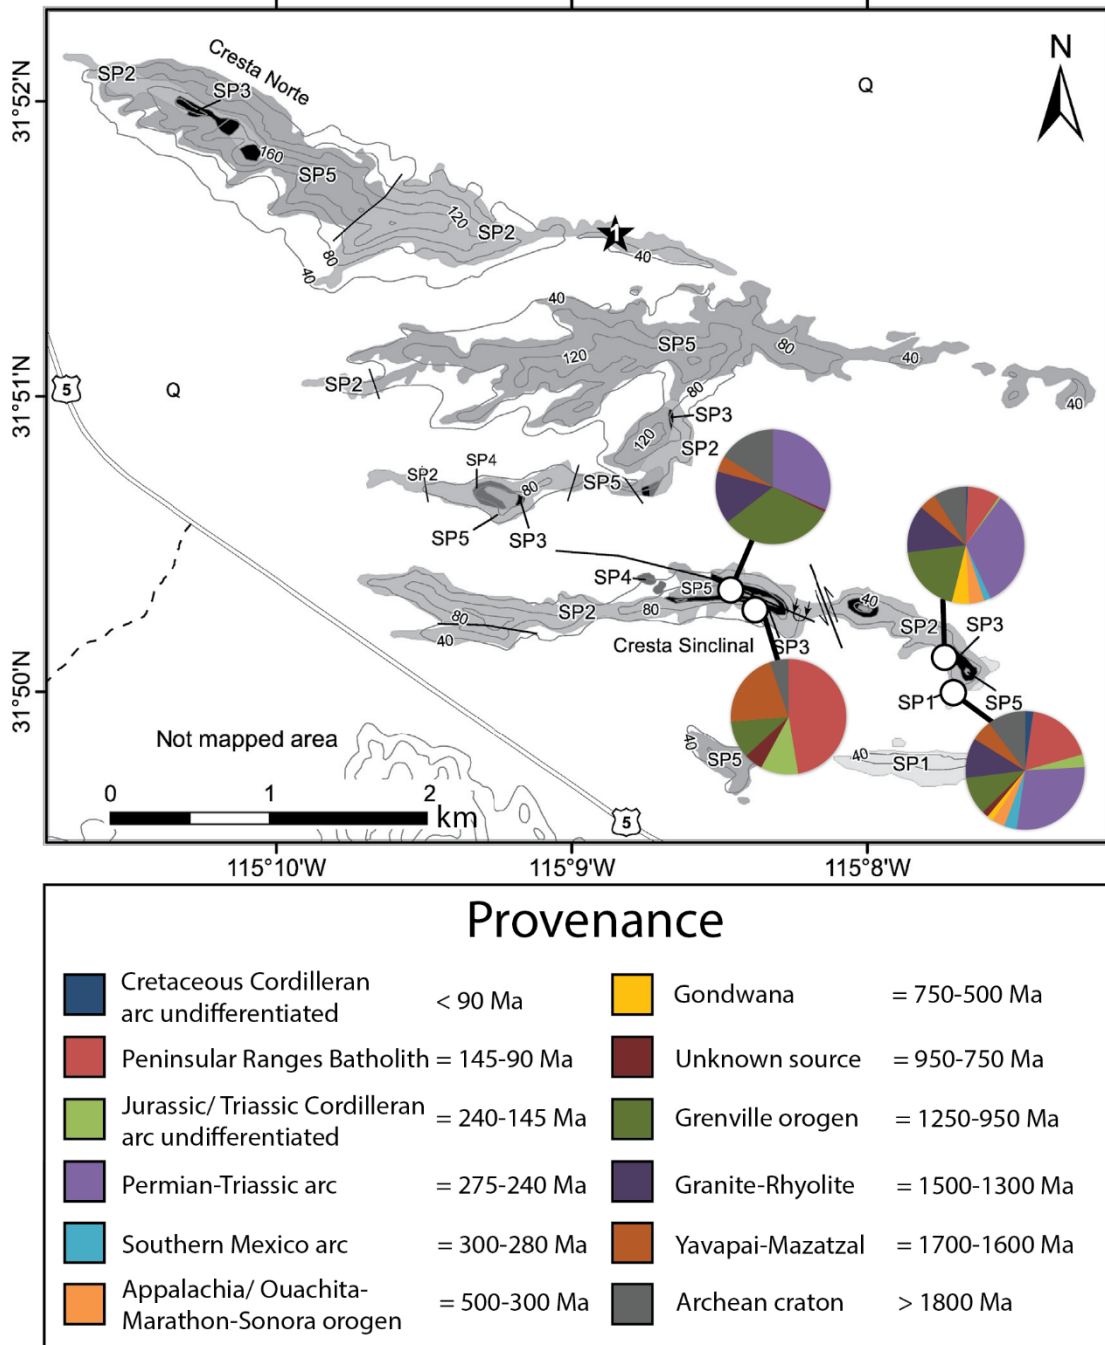 N
Cresta Norte
SP2
SP3
Q
31°52'N
160
SP5
120
SP2
1
80
40
40
40
SP5
120
80
40
31°51'N
5
Q
SP2
80
40
SP3
120
SP2
SP4
SP2
80
SP5
SP5
SP3
SP4
SP5
40
80
SP2
80
SP2
40
Cresta Sinclinal
SP3
SP3
31°50'N
SP1
SP5
Not mapped area
40
SP5
40
SP1
0 1 2
km
5
115°10'W 115°9'W 115°8'W
Provenance
Cretaceous Cordilleran
arc undifferentiated < 90 Ma
Peninsular Ranges Batholith = 145-90 Ma
Jurassic/ Triassic Cordilleran
arc undifferentiated = 240-145 Ma
Permian-Triassic arc = 275-240 Ma
Southern Mexico arc = 300-280 Ma
Appalachia/ Ouachita-
Marathon-Sonora orogen = 500-300 Ma
Gondwana = 750-500 Ma
Unknown source = 950-750 Ma
Grenville orogen = 1250-950 Ma
Granite-Rhyolite = 1500-1300 Ma
Yavapai-Mazatzal = 1700-1600 Ma
Archean craton > 1800 Ma